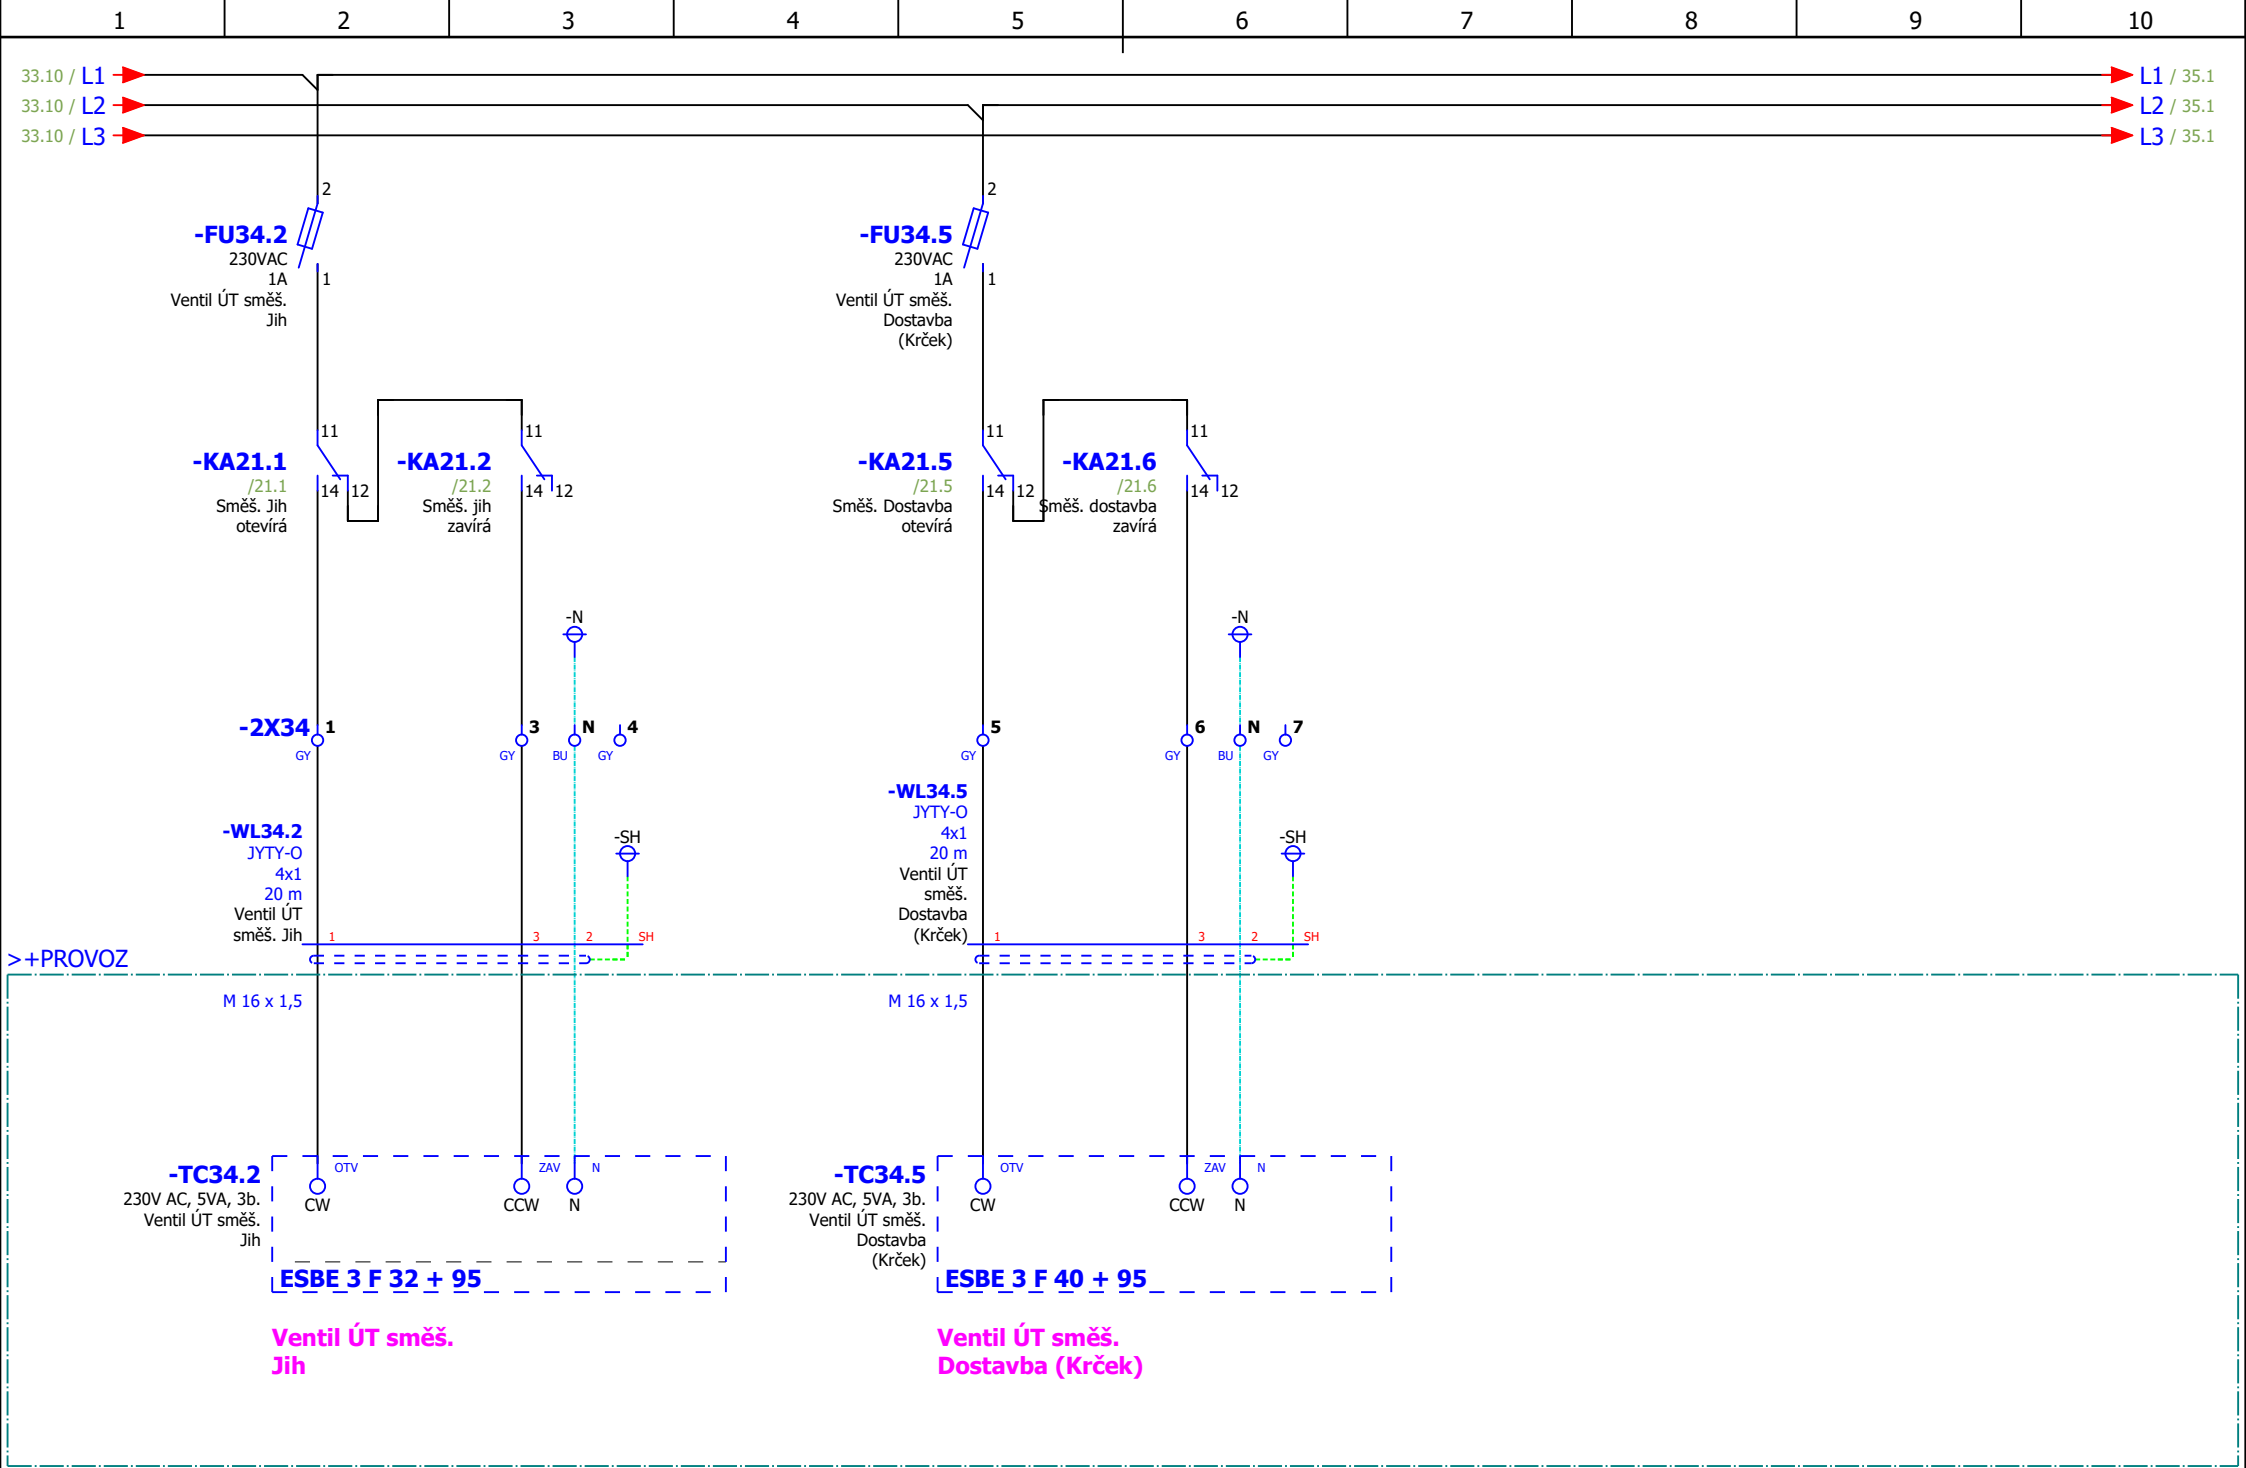 1 2 3 4 5 6 7 8 9 10
33.10 / L1 L1 / 35.1
33.10 / L2 L2 / 35.1
33.10 / L3 L3 / 35.1
2 2
-FU34.2 -FU34.5
230VAC 230VAC
1A 1 1A 1
Ventil ÚT směš. Ventil ÚT směš.
Jih Dostavba
(Krček)
11 11 11 11
-KA21.1 -KA21.2 -KA21.5 -KA21.6
/21.1 14 12 /21.2 14 12 /21.5 14 12 /21.6 14 12
Směš. Jih Směš. jih Směš. Dostavba Směš. dostavba
otevírá zavírá otevírá zavírá
-N -N
-2X34 1 3 N 4 5 6 N 7
GY GY BU GY GY GY BU GY
-WL34.5
JYTY-O
4x1
20 m
Ventil ÚT
směš.
Dostavba
(Krček)
-WL34.2
JYTY-O
4x1
20 m
Ventil ÚT
směš. Jih
-SH -SH
1 3 2 SH 1 3 2 SH
>+PROVOZ
M 16 x 1,5 M 16 x 1,5
-TC34.2 OTV ZAV N -TC34.5 OTV ZAV N
230V AC, 5VA, 3b. CW CCW N 230V AC, 5VA, 3b. CW CCW N
Ventil ÚT směš. Ventil ÚT směš.
Jih Dostavba
(Krček)
ESBE 3 F 32 + 95 ESBE 3 F 40 + 95
Ventil ÚT směš. Ventil ÚT směš.
Jih Dostavba (Krček)